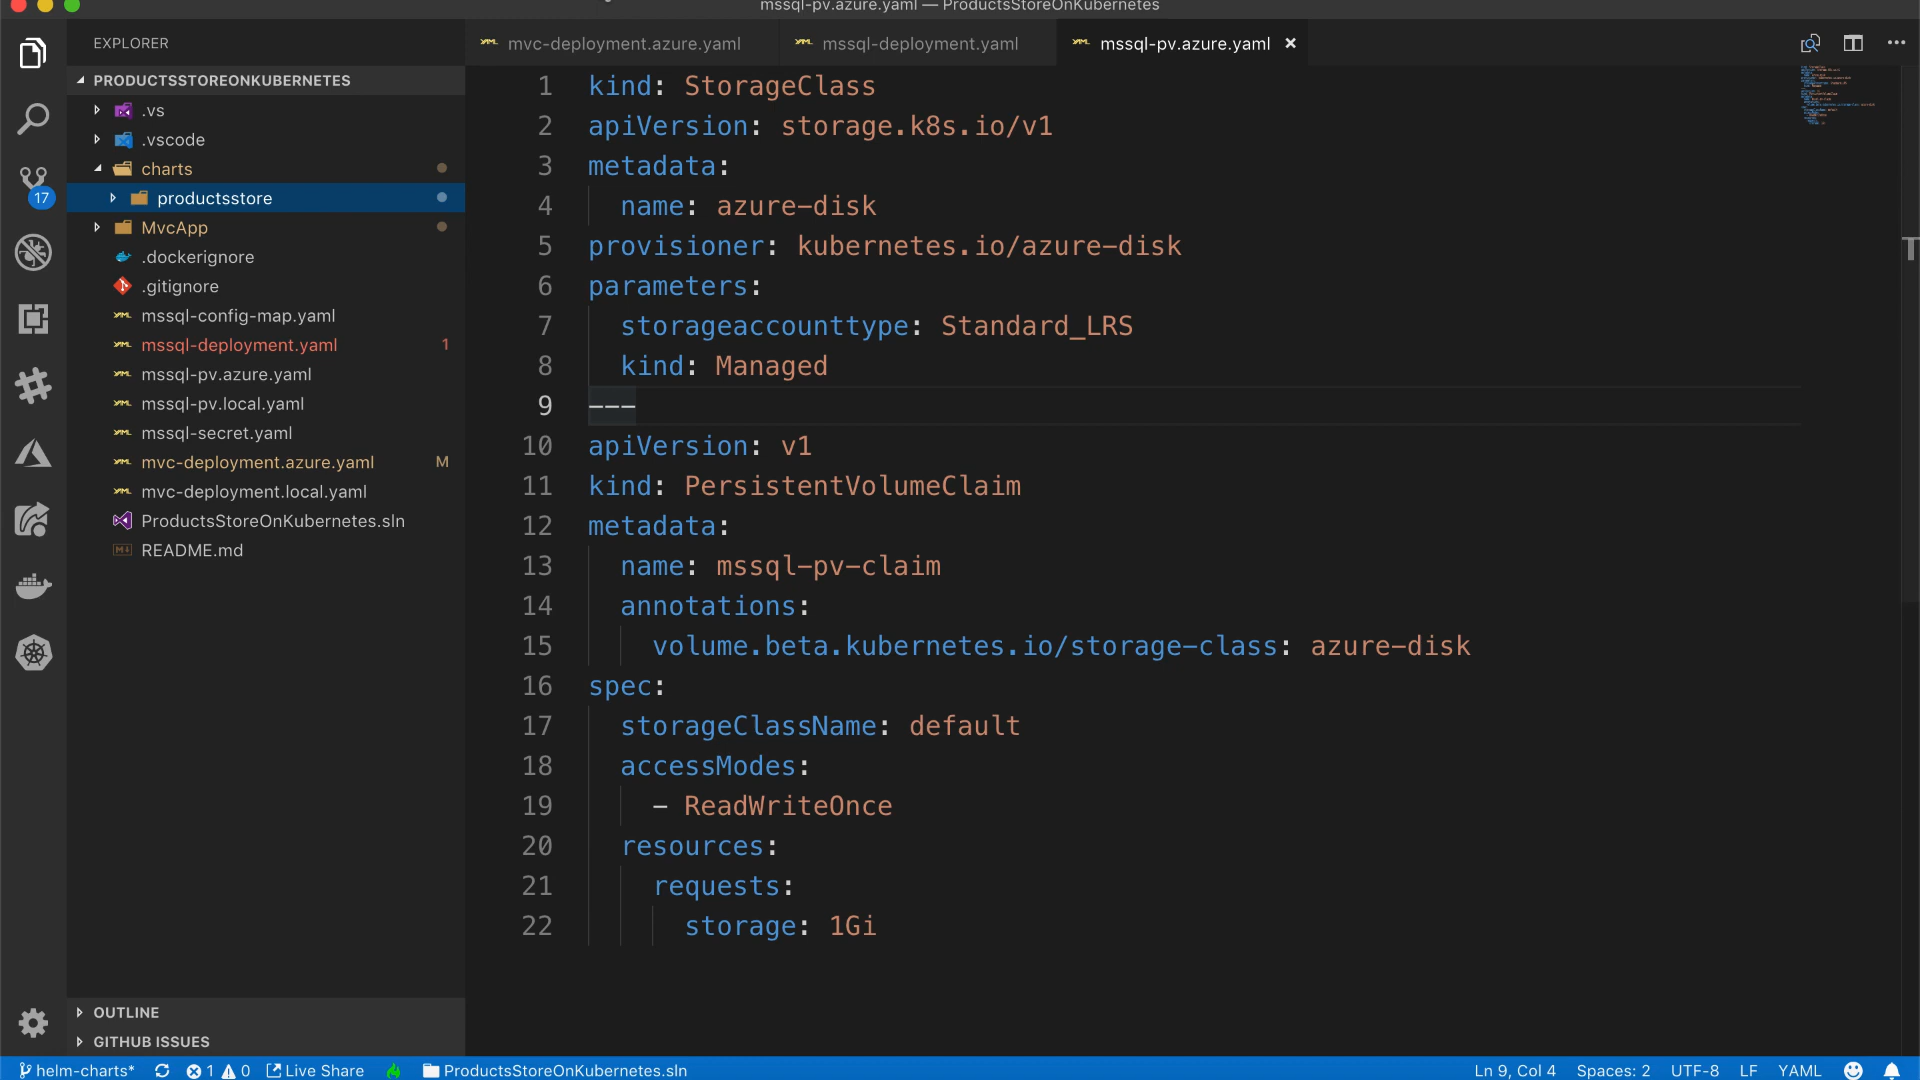 mssql-pv.azure.yaml — ProductsStoreOnKubernetes
EXPLORER
mvc-deployment.azure.yaml
mssql-deployment.yaml
mssql-pv.azure.yaml ×
PRODUCTSSTOREONKUBERNETES
.vs
.vscode
charts
productsstore
MvcApp
.dockerignore
.gitignore
mssql-config-map.yaml
mssql-deployment.yaml 1
mssql-pv.azure.yaml
mssql-pv.local.yaml
mssql-secret.yaml
mvc-deployment.azure.yaml M
mvc-deployment.local.yaml
ProductsStoreOnKubernetes.sln
README.md
17
OUTLINE
GITHUB ISSUES
1 kind: StorageClass
2 apiVersion: storage.k8s.io/v1
3 metadata:
4 name: azure-disk
5 provisioner: kubernetes.io/azure-disk
6 parameters:
7 storageaccounttype: Standard_LRS
8 kind: Managed
9 ---
10 apiVersion: v1
11 kind: PersistentVolumeClaim
12 metadata:
13 name: mssql-pv-claim
14 annotations:
15 volume.beta.kubernetes.io/storage-class: azure-disk
16 spec:
17 storageClassName: default
18 accessModes:
19 - ReadWriteOnce
20 resources:
21 requests:
22 storage: 1Gi
helm-charts* 1 0 Live Share ProductsStoreOnKubernetes.sln Ln 9, Col 4 Spaces: 2 UTF-8 LF YAML